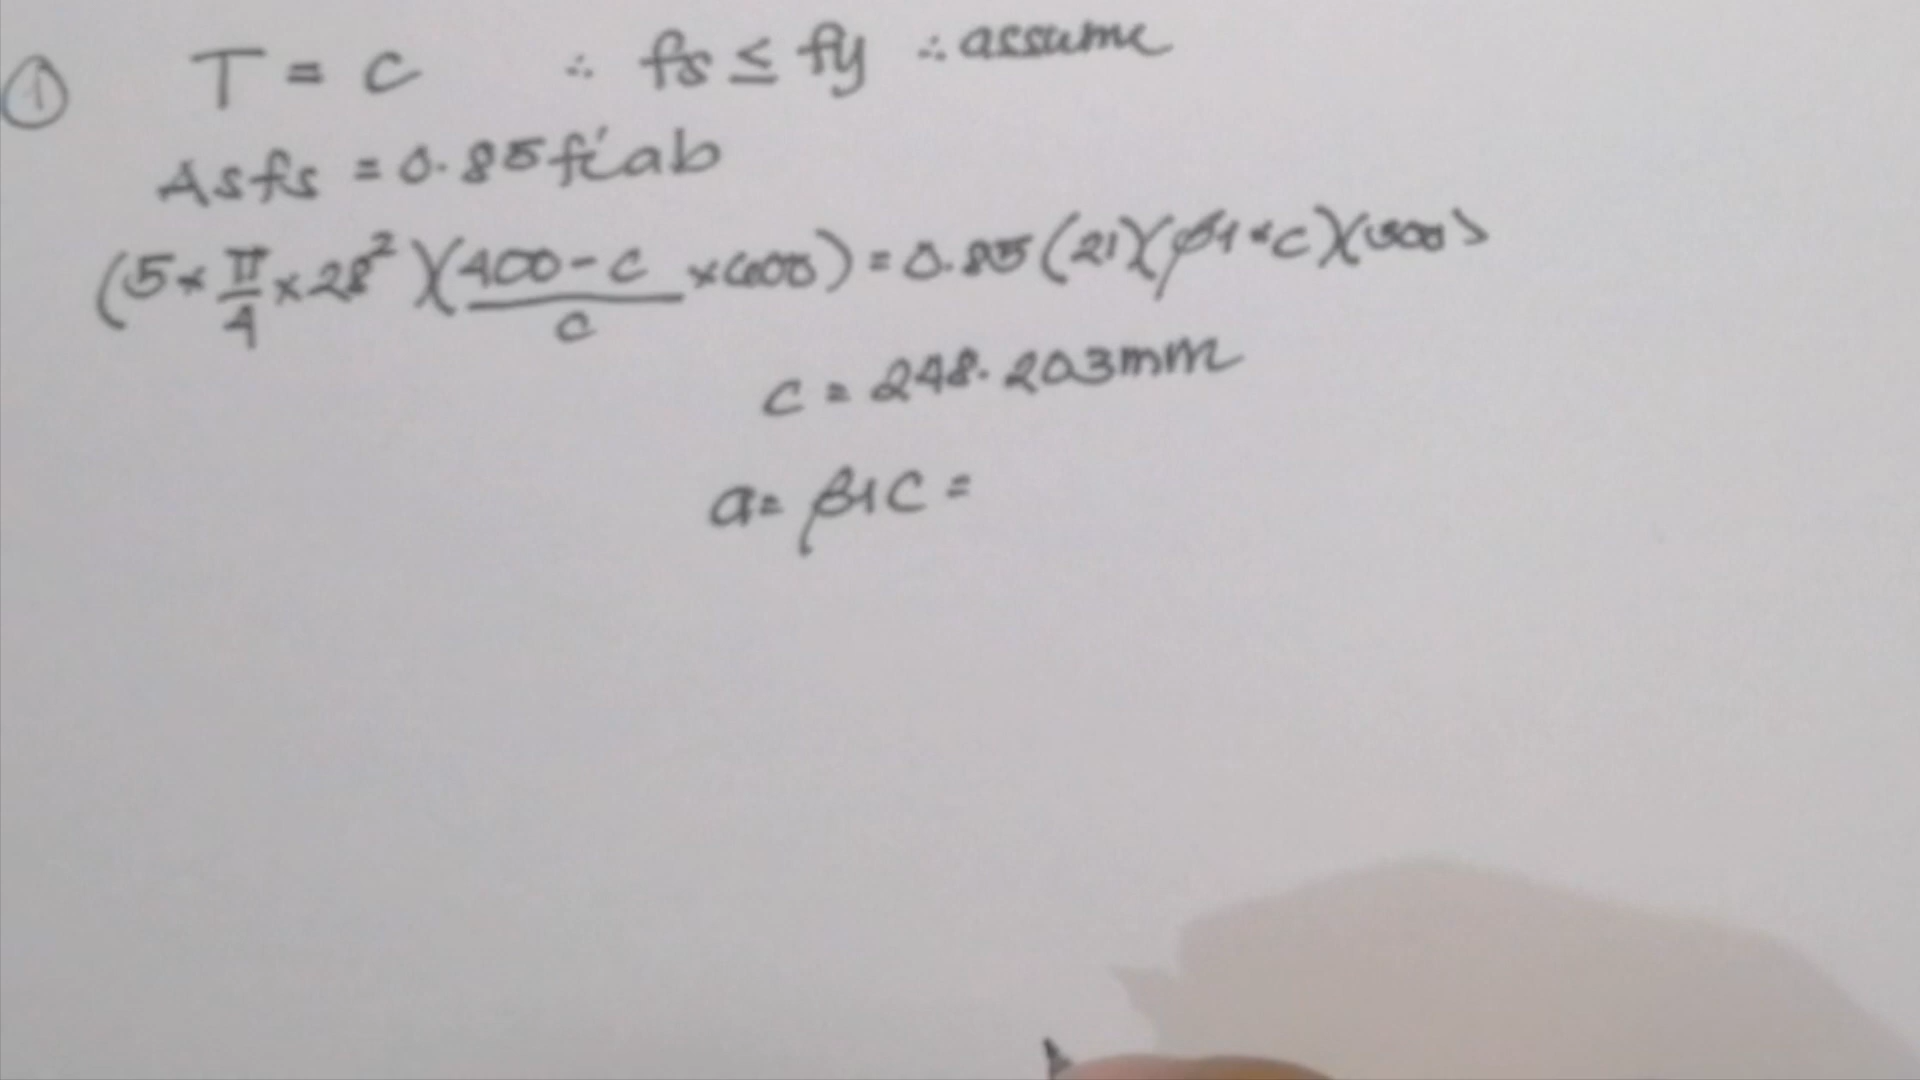 ① T = c ∴ fs ≤ fy ∴ assume
Asfs = 0.85fc'ab
(5 × π/4 × 28²)(400 - c/c × 600) = 0.85(21)(β1 × c)(300)
c = 248.203mm
a = β1c =